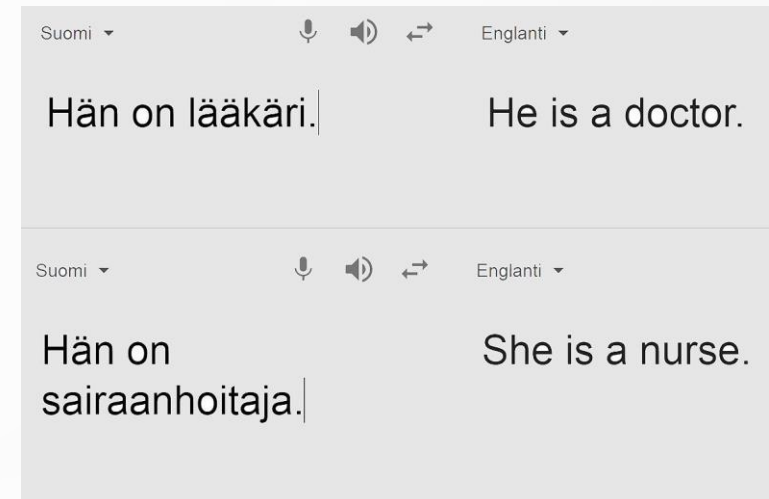 Suomi Englanti
Hän on lääkäri. He is a doctor.
Suomi Englanti
Hän on She is a nurse.
sairaanhoitaja.